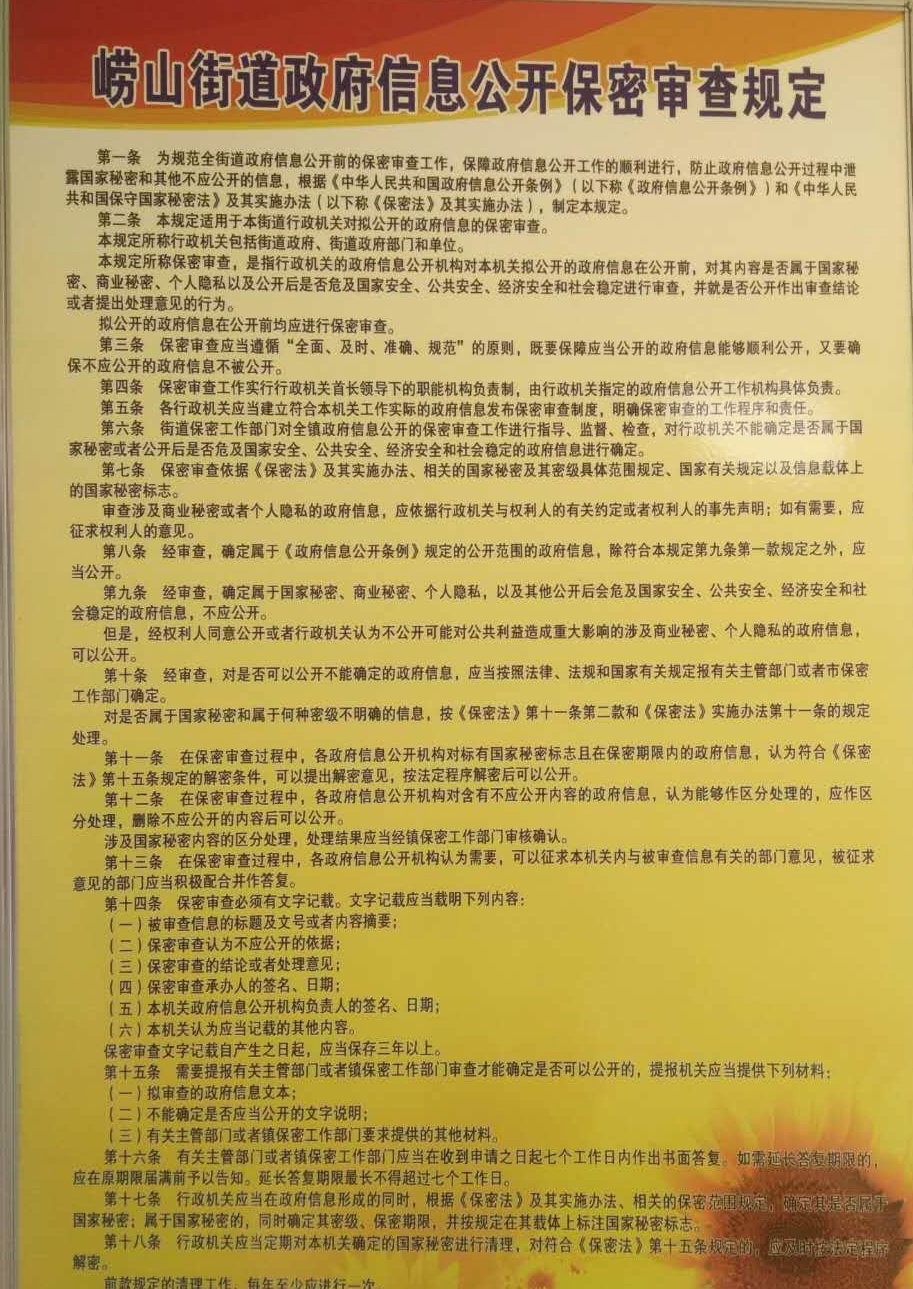 崂山街道政府信息公开保密审查规定
第一条　为规范全街道政府信息公开前的保密审查工作，保障政府信息公开工作的顺利进行，防止政府信息公开过程中泄
露国家秘密和其他不应公开的信息，根据《中华人民共和国政府信息公开条例》（以下称《政府信息公开条例》）和《中华人民
共和国保守国家秘密法》及其实施办法（以下称《保密法》及其实施办法），制定本规定。
第二条　本规定适用于本街道行政机关对拟公开的政府信息的保密审查。
本规定所称行政机关包括街道政府、街道政府部门和单位。
本规定所称保密审查，是指行政机关的政府信息公开机构对本机关拟公开的政府信息在公开前，对其内容是否属于国家秘
密、商业秘密、个人隐私以及公开后是否危及国家安全、公共安全、经济安全和社会稳定进行审查，并就是否公开作出审查结论
或者提出处理意见的行为。
拟公开的政府信息在公开前均应进行保密审查。
第三条　保密审查应当遵循“全面、及时、准确、规范”的原则，既要保障应当公开的政府信息能够顺利公开，又要确
保不应公开的政府信息不被公开。
第四条　保密审查工作实行行政机关首长领导下的职能机构负责制，由行政机关指定的政府信息公开工作机构具体负责。
第五条　各行政机关应当建立符合本机关工作实际的政府信息发布保密审查制度，明确保密审查的工作程序和责任。
第六条　街道保密工作部门对全镇政府信息公开的保密审查工作进行指导、监督、检查，对行政机关不能确定是否属于国
家秘密或者公开后是否危及国家安全、公共安全、经济安全和社会稳定的政府信息进行确定。
第七条　保密审查依据《保密法》及其实施办法、相关的国家秘密及其密级具体范围规定、国家有关规定以及信息载体上
的国家秘密标志。
审查涉及商业秘密或者个人隐私的政府信息，应依据行政机关与权利人的有关约定或者权利人的事先声明；如有需要，应
征求权利人的意见。
第八条　经审查，确定属于《政府信息公开条例》规定的公开范围的政府信息，除符合本规定第九条第一款规定之外，应
当公开。
第九条　经审查，确定属于国家秘密、商业秘密、个人隐私，以及其他公开后会危及国家安全、公共安全、经济安全和社
会稳定的政府信息，不应公开。
但是，经权利人同意公开或者行政机关认为不公开可能对公共利益造成重大影响的涉及商业秘密、个人隐私的政府信息，
可以公开。
第十条　经审查，对是否可以公开不能确定的政府信息，应当按照法律、法规和国家有关规定报有关主管部门或者市保密
工作部门确定。
对是否属于国家秘密和属于何种密级不明确的信息，按《保密法》第十一条第二款和《保密法》实施办法第十一条的规定
处理。
第十一条　在保密审查过程中，各政府信息公开机构对标有国家秘密标志且在保密期限内的政府信息，认为符合《保密
法》第十五条规定的解密条件，可以提出解密意见，按法定程序解密后可以公开。
第十二条　在保密审查过程中，各政府信息公开机构对含有不应公开内容的政府信息，认为能够作区分处理的，应作区
分处理，删除不应公开的内容后可以公开。
涉及国家秘密内容的区分处理，处理结果应当经镇保密工作部门审核确认。
第十三条　在保密审查过程中，各政府信息公开机构认为需要，可以征求本机关内与被审查信息有关的部门意见，被征求
意见的部门应当积极配合并作答复。
第十四条　保密审查必须有文字记载。文字记载应当载明下列内容：
（一）被审查信息的标题及文号或者内容摘要；
（二）保密审查认为不应公开的依据；
（三）保密审查的结论或者处理意见；
（四）保密审查承办人的签名、日期；
（五）本机关政府信息公开机构负责人的签名、日期；
（六）本机关认为应当记载的其他内容。
保密审查文字记载自产生之日起，应当保存三年以上。
第十五条　需要提报有关主管部门或者镇保密工作部门审查才能确定是否可以公开的，提报机关应当提供下列材料：
（一）拟审查的政府信息文本；
（二）不能确定是否应当公开的文字说明；
（三）有关主管部门或者镇保密工作部门要求提供的其他材料。
第十六条　有关主管部门或者镇保密工作部门应当在收到申请之日起七个工作日内作出书面答复。如需延长答复期限的，
应在原期限届满前予以告知。延长答复期限最长不得超过七个工作日。
第十七条　行政机关应当在政府信息形成的同时，根据《保密法》及其实施办法、相关的保密范围规定，确定其是否属于
国家秘密；属于国家秘密的，同时确定其密级、保密期限，并按规定在其载体上标注国家秘密标志。
第十八条　行政机关应当定期对本机关确定的国家秘密进行清理，对符合《保密法》第十五条规定的，应及时按法定程序
解密。
前款规定的清理工作，每年至少应进行一次